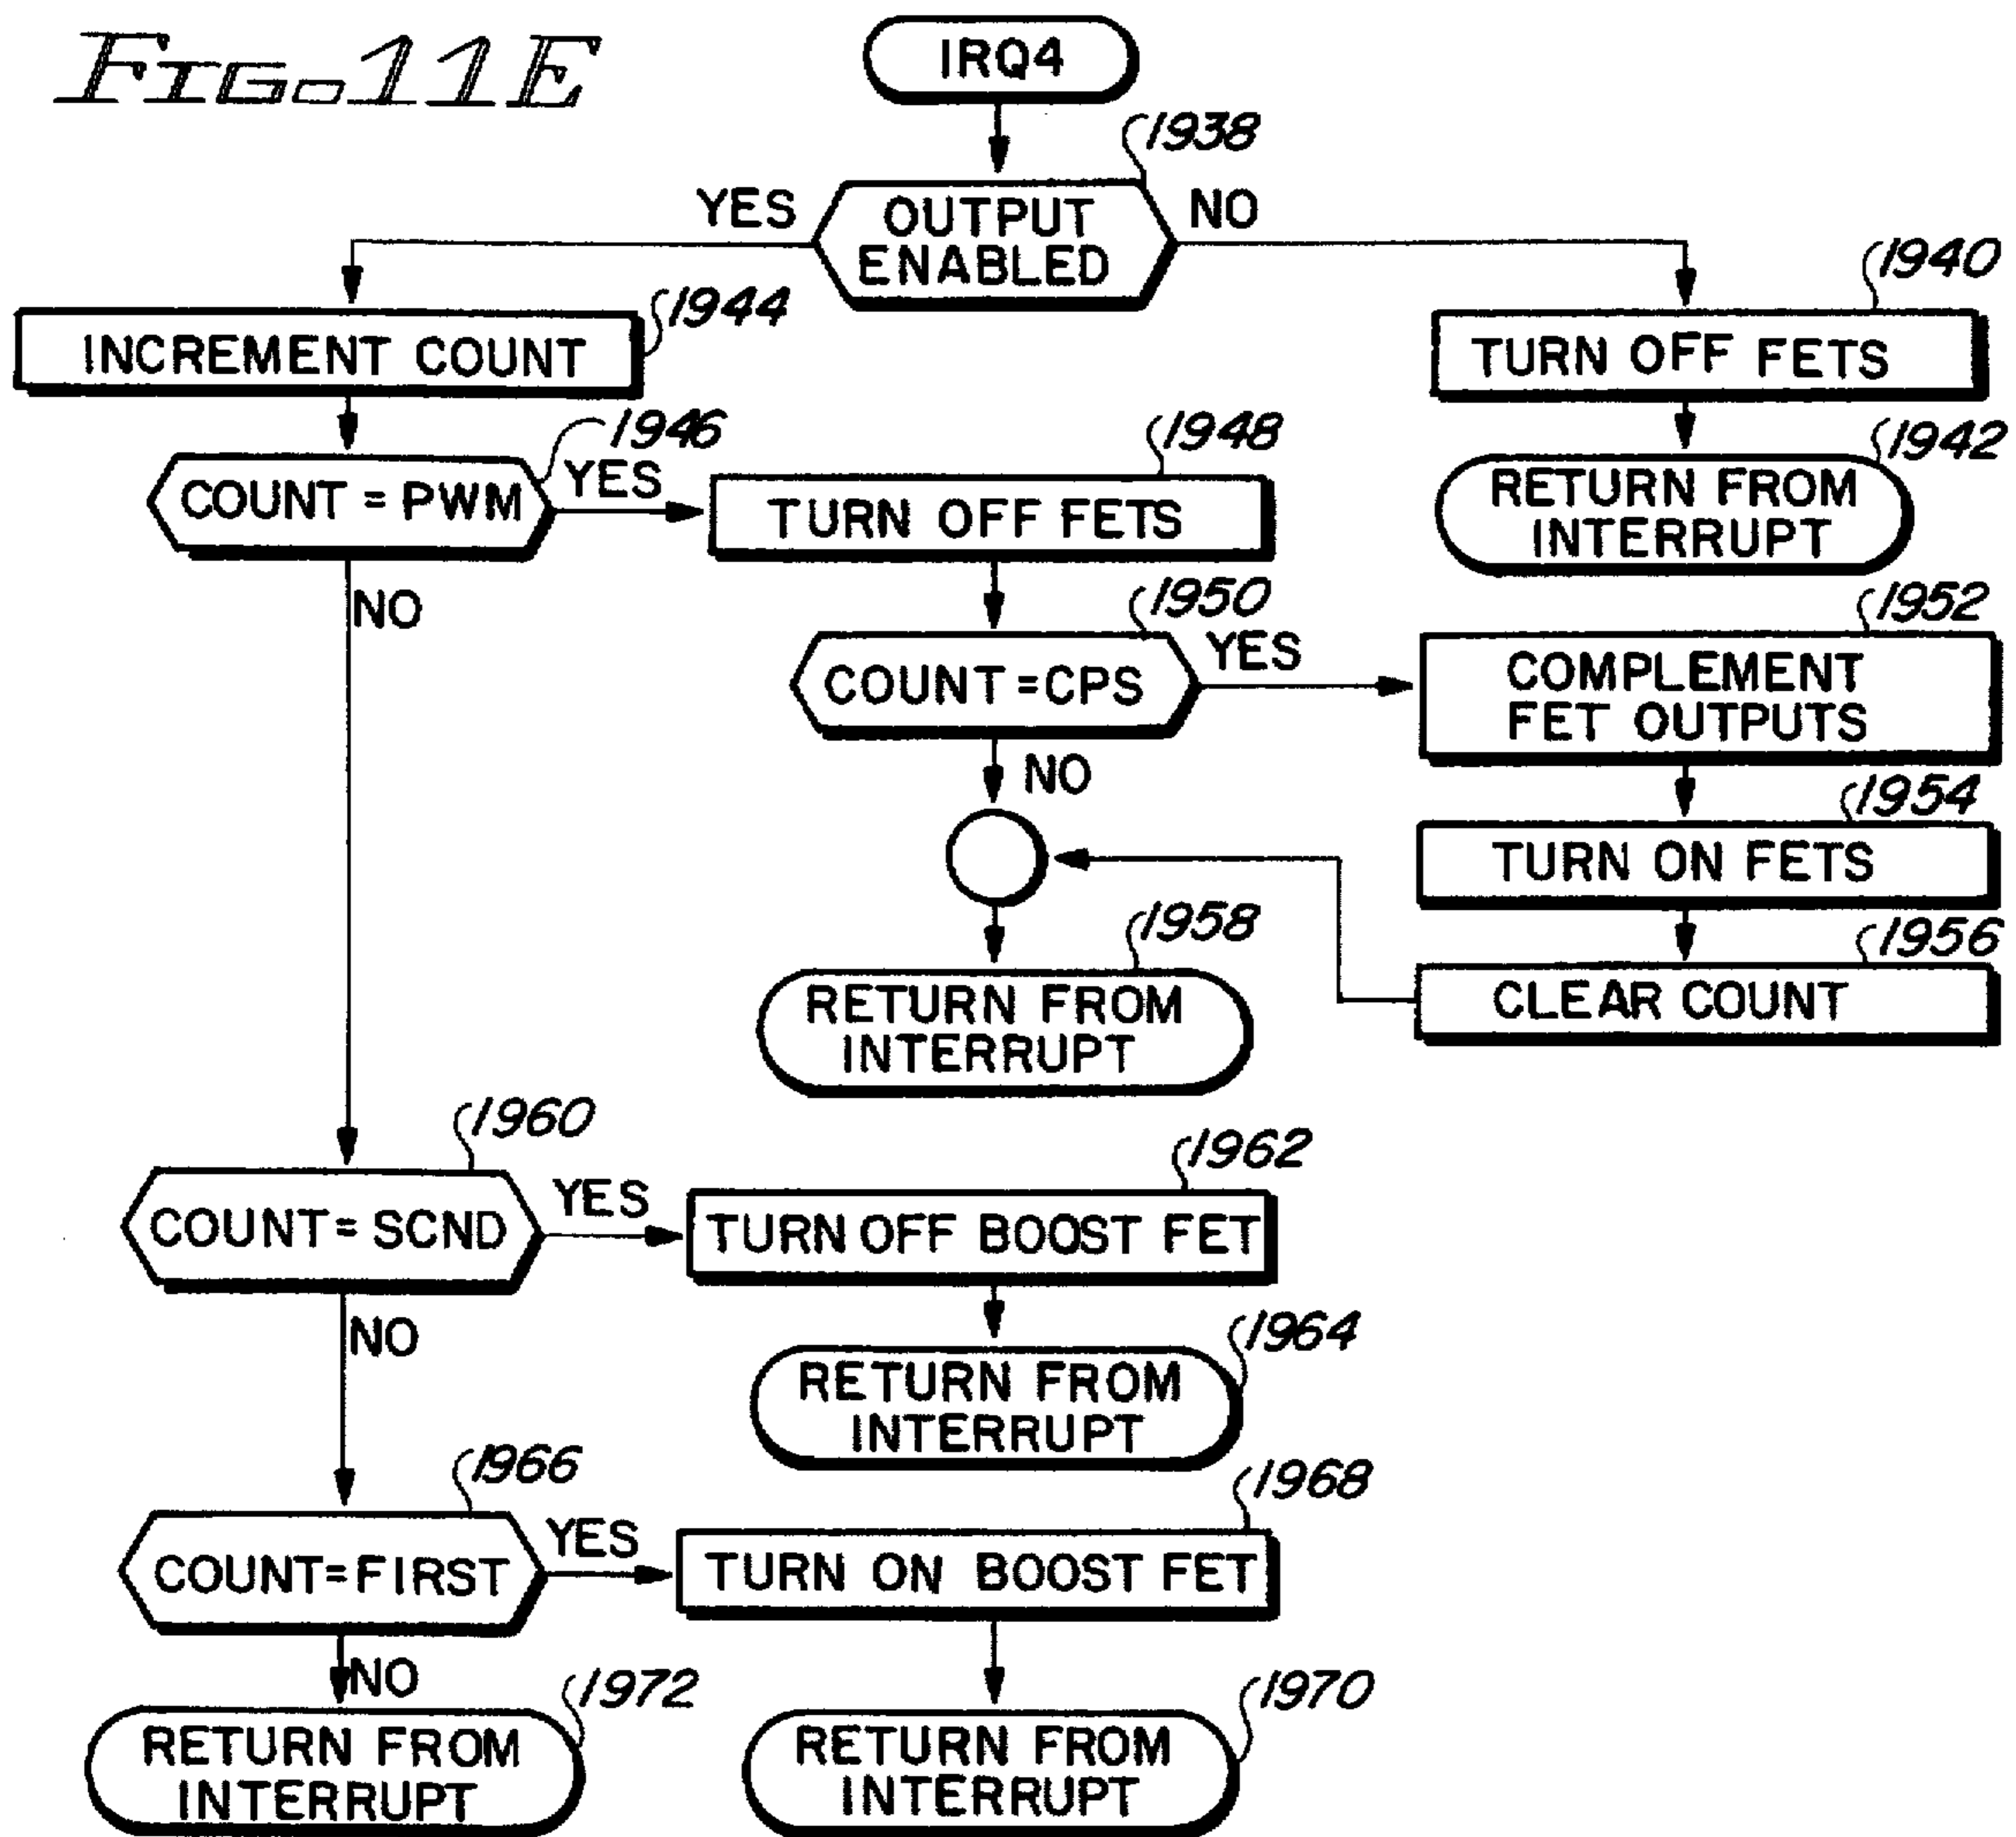 FIG. 11E
IRQ4
1938
YES
OUTPUT
ENABLED
NO
1940
1944
INCREMENT COUNT
TURN OFF FETS
1946
1948
1942
COUNT = PWM
YES
TURN OFF FETS
RETURN FROM
INTERRUPT
NO
1950
1952
COUNT = CPS
YES
COMPLEMENT
FET OUTPUTS
NO
1954
TURN ON FETS
1958
1956
RETURN FROM
INTERRUPT
CLEAR COUNT
1960
1962
COUNT = SCND
YES
TURN OFF BOOST FET
NO
1964
RETURN FROM
INTERRUPT
1966
1968
COUNT = FIRST
YES
TURN ON BOOST FET
NO
1972
1970
RETURN FROM
INTERRUPT
RETURN FROM
INTERRUPT